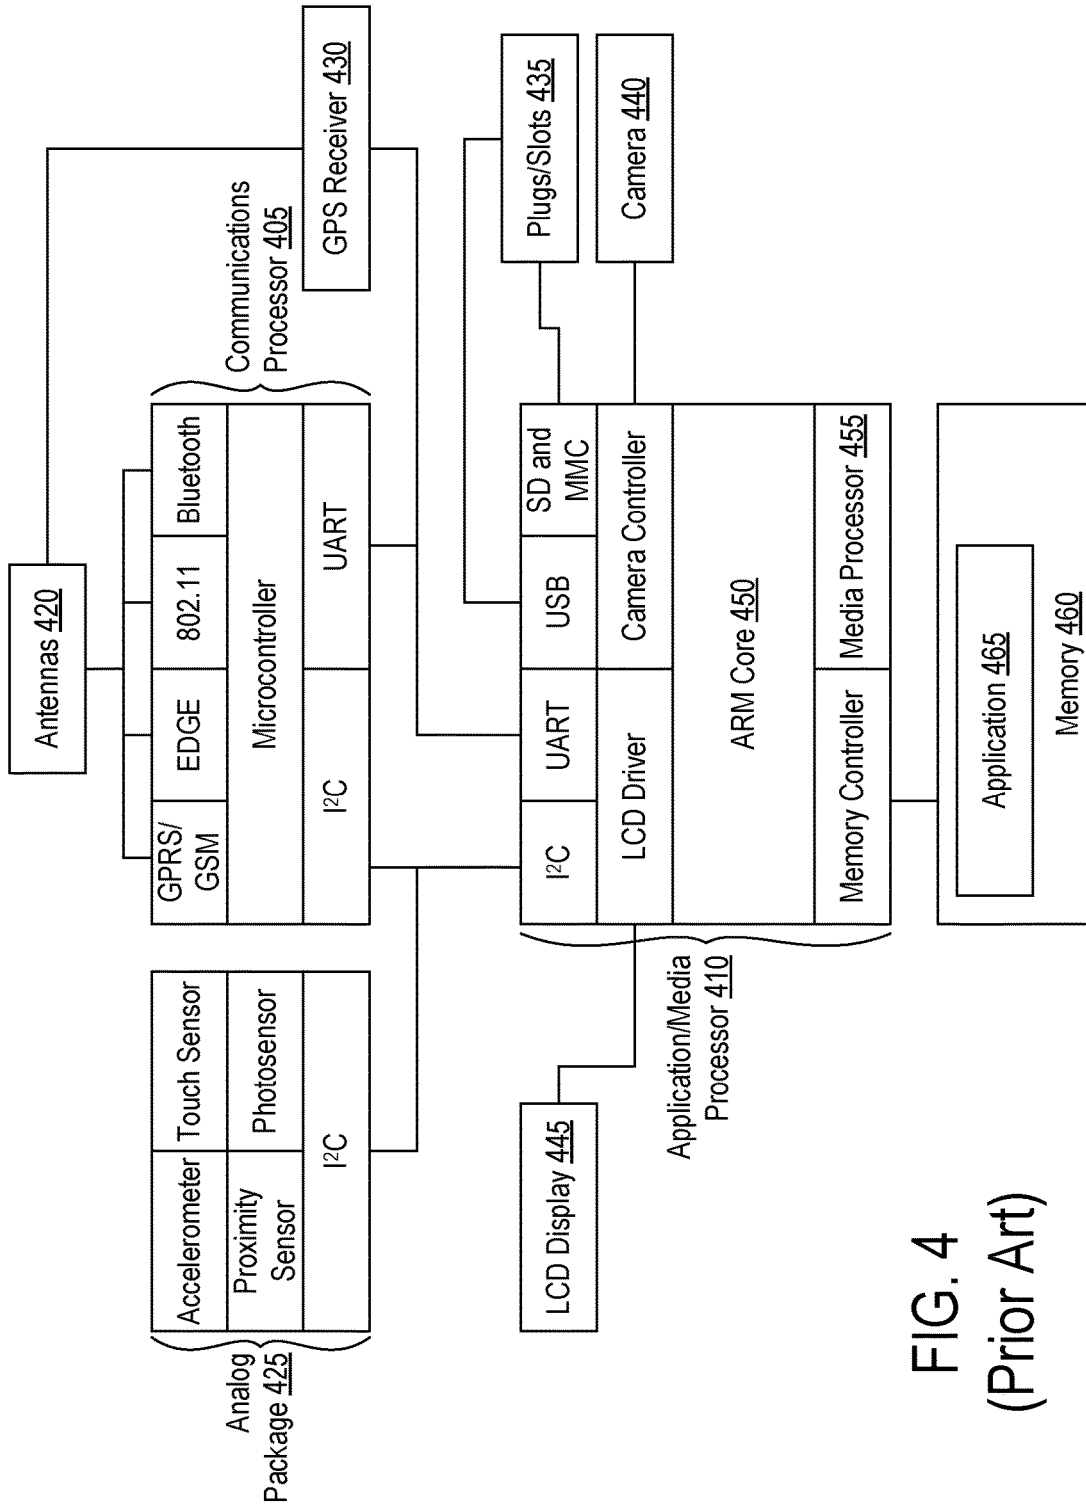 Antennas 420
Accelerometer
Touch Sensor
Proximity
Sensor
Photosensor
I²C
Analog
Package 425
GPRS/
GSM
EDGE
802.11
Bluetooth
Microcontroller
I²C
UART
Communications
Processor 405
GPS Receiver 430
LCD Display 445
I²C
UART
USB
SD and
MMC
LCD Driver
Camera Controller
ARM Core 450
Memory Controller
Media Processor 455
Application/Media
Processor 410
Plugs/Slots 435
Camera 440
Application 465
Memory 460
FIG. 4
(Prior Art)